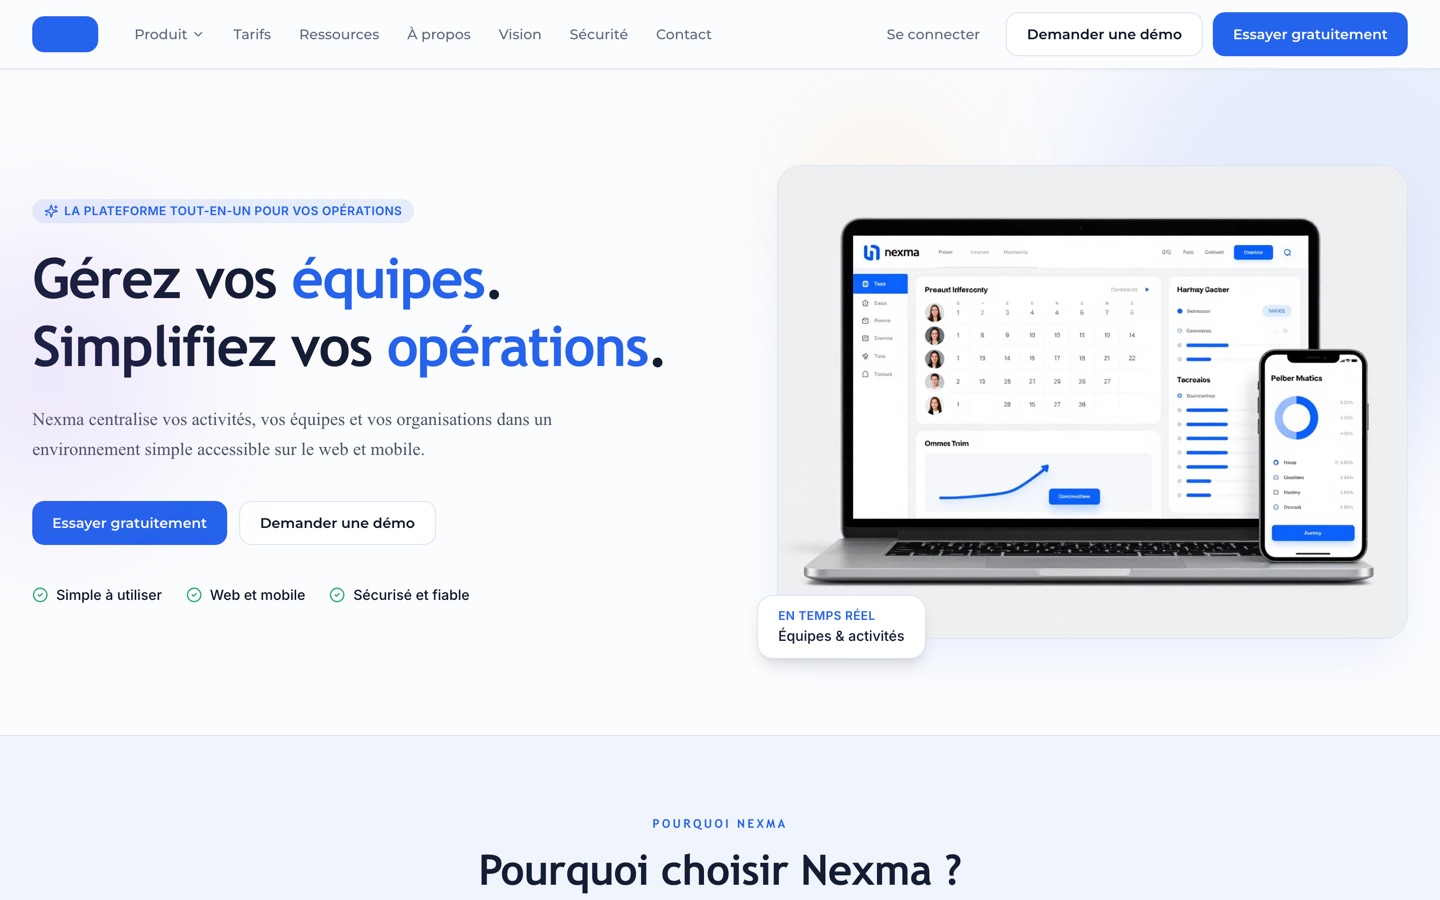 Produit
Tarifs
Ressources
À propos
Vision
Sécurité
Contact
Se connecter
Demander une démo
Essayer gratuitement
LA PLATEFORME TOUT-EN-UN POUR VOS OPÉRATIONS
Gérez vos équipes.
Simplifiez vos opérations.
Nexma centralise vos activités, vos équipes et vos organisations dans un
environnement simple accessible sur le web et mobile.
Essayer gratuitement
Demander une démo
Simple à utiliser
Web et mobile
Sécurisé et fiable
nexma
Pelber Muatics
EN TEMPS RÉEL
Équipes & activités
POURQUOI NEXMA
Pourquoi choisir Nexma ?